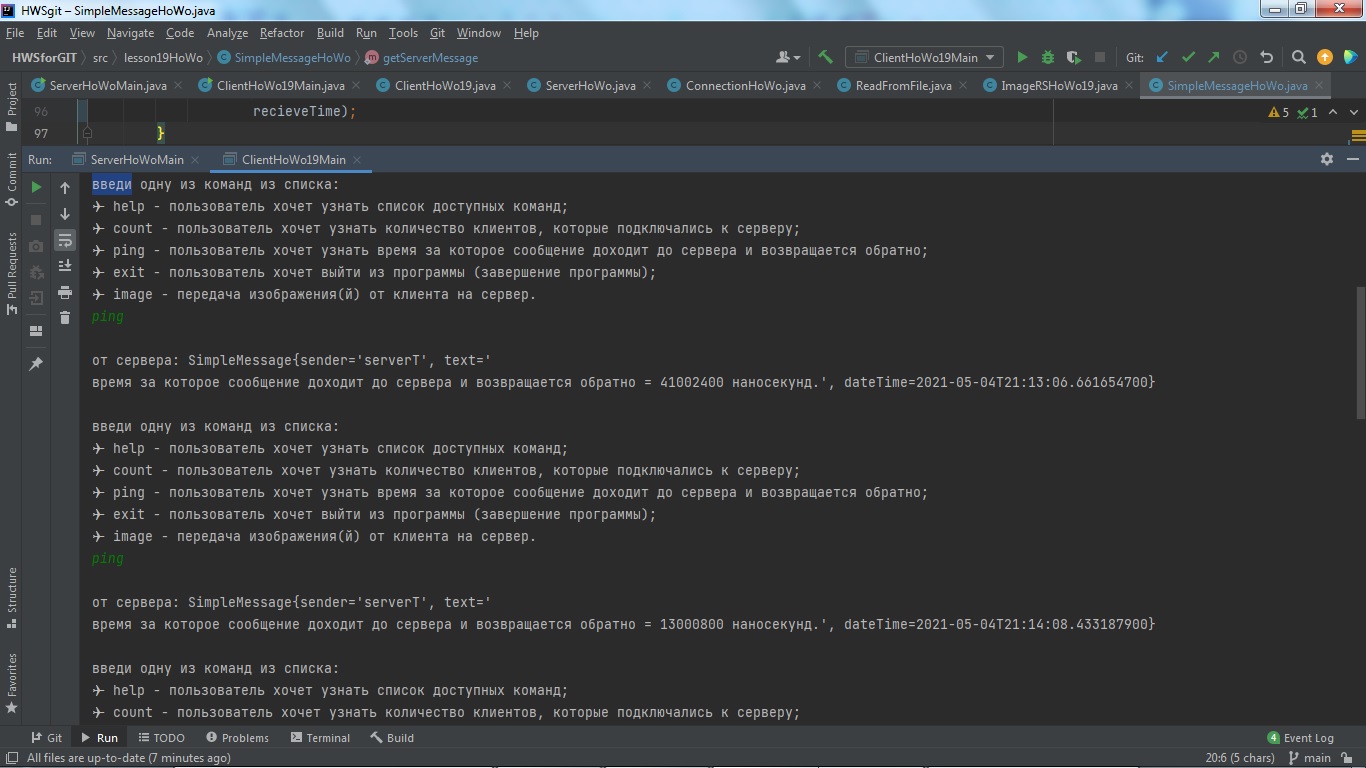 HWSgit – SimpleMessageHoWo.java
File Edit View Navigate Code Analyze Refactor Build Run Tools Git Window Help
HWSforGIT src lesson19HoWo SimpleMessageHoWo getServerMessage ClientHoWo19Main Git:
ServerHoWoMain.java ClientHoWo19Main.java ClientHoWo19.java ServerHoWo.java ConnectionHoWo.java ReadFromFile.java ImageRSHoWo19.java SimpleMessageHoWo.java
96 recieveTime); 5 1
97 }
Run: ServerHoWoMain ClientHoWo19Main
введи одну из команд из списка:
✈ help - пользователь хочет узнать список доступных команд;
✈ count - пользователь хочет узнать количество клиентов, которые подключались к серверу;
✈ ping - пользователь хочет узнать время за которое сообщение доходит до сервера и возвращается обратно;
✈ exit - пользователь хочет выйти из программы (завершение программы);
✈ image - передача изображения(й) от клиента на сервер.
ping
от сервера: SimpleMessage{sender='serverT', text='
время за которое сообщение доходит до сервера и возвращается обратно = 41002400 наносекунд.', dateTime=2021-05-04T21:13:06.661654700}
введи одну из команд из списка:
✈ help - пользователь хочет узнать список доступных команд;
✈ count - пользователь хочет узнать количество клиентов, которые подключались к серверу;
✈ ping - пользователь хочет узнать время за которое сообщение доходит до сервера и возвращается обратно;
✈ exit - пользователь хочет выйти из программы (завершение программы);
✈ image - передача изображения(й) от клиента на сервер.
ping
от сервера: SimpleMessage{sender='serverT', text='
время за которое сообщение доходит до сервера и возвращается обратно = 13000800 наносекунд.', dateTime=2021-05-04T21:14:08.433187900}
введи одну из команд из списка:
✈ help - пользователь хочет узнать список доступных команд;
✈ count - пользователь хочет узнать количество клиентов, которые подключались к серверу;
Project
Commit
Pull Requests
Structure
Favorites
Git Run TODO Problems Terminal Build 4 Event Log
All files are up-to-date (7 minutes ago) 20:6 (5 chars) main